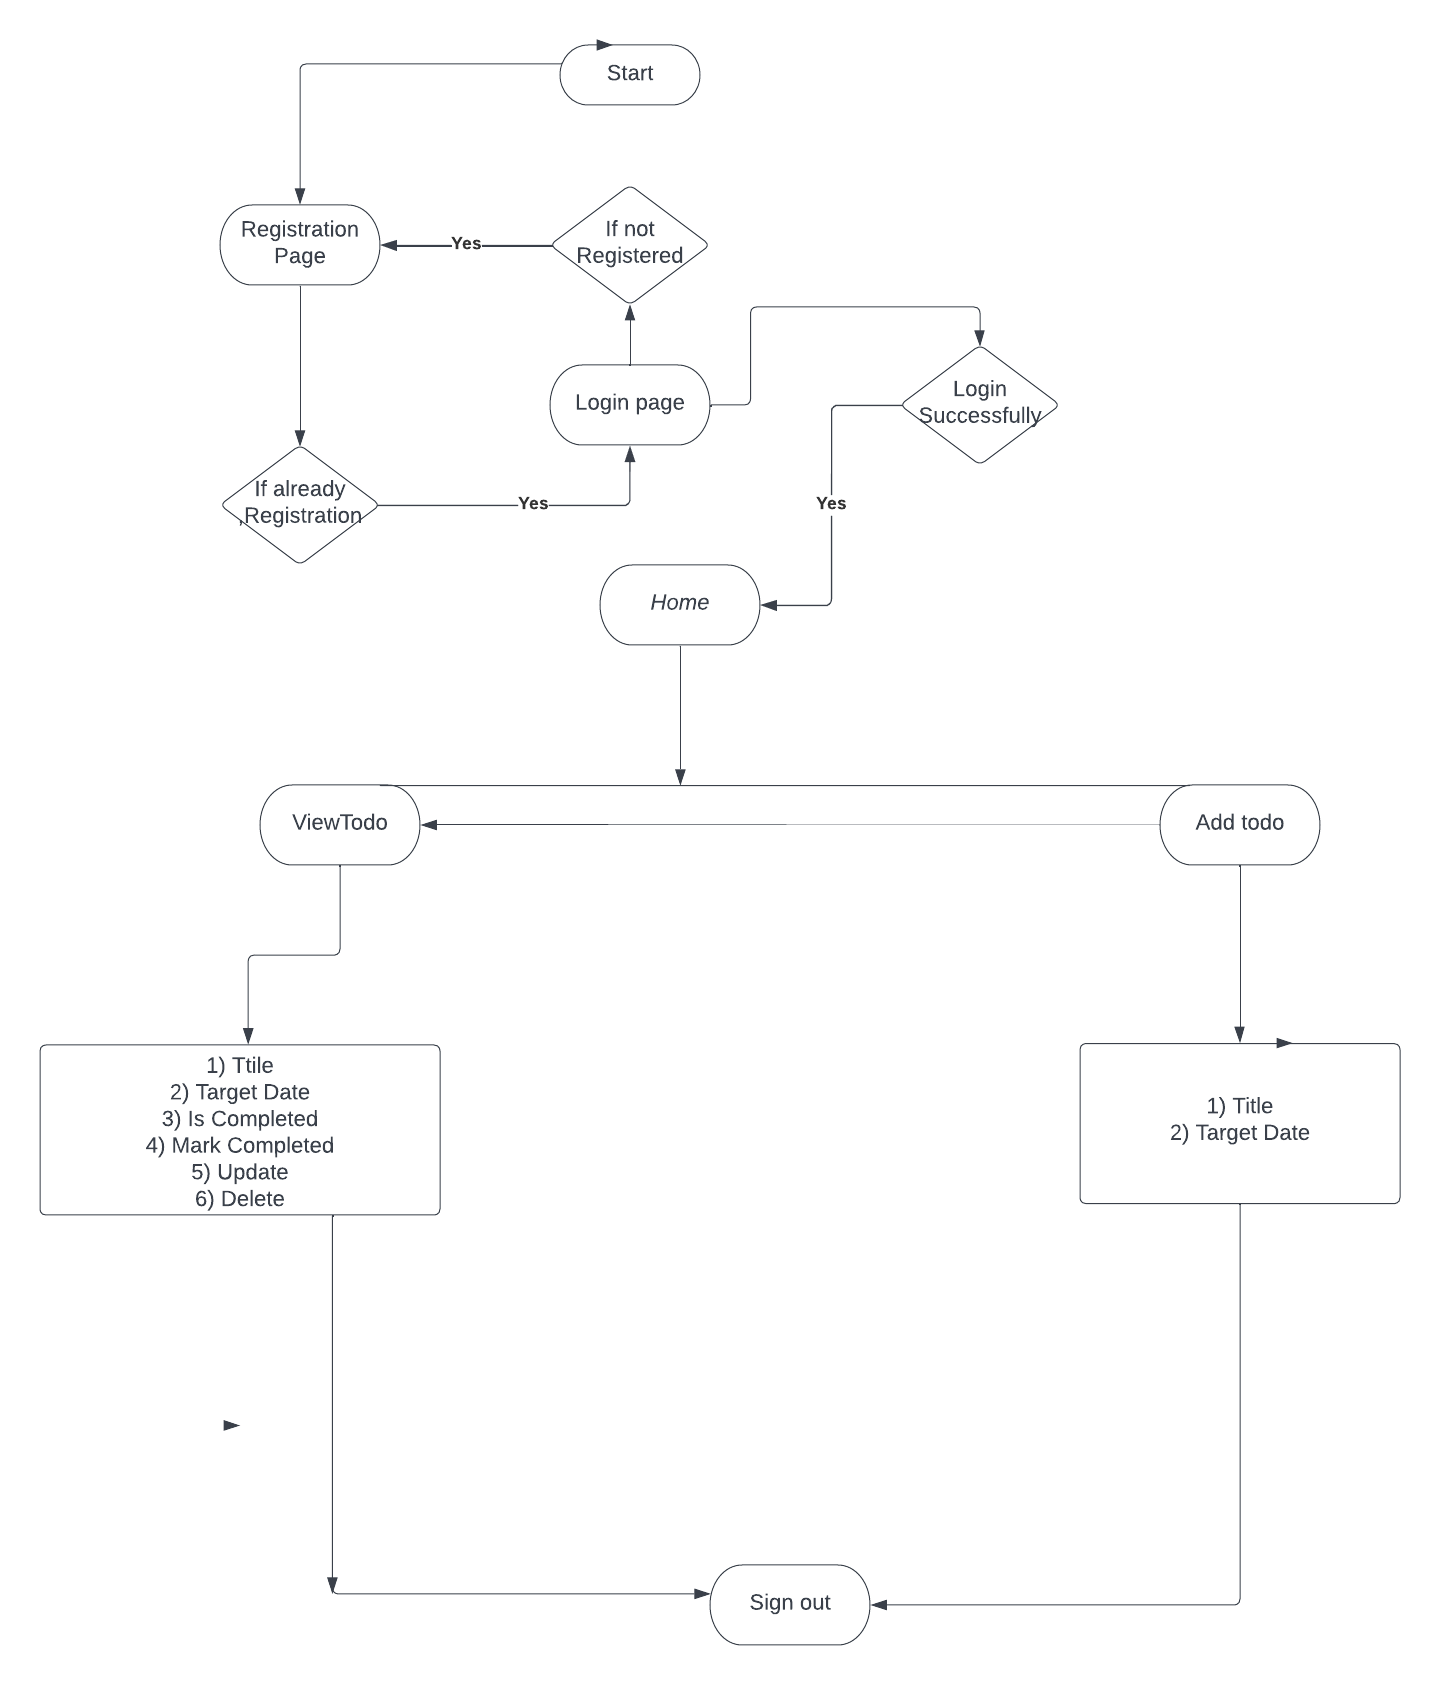 Start
Registration
Page
Yes
If not
Registered
Login page
Login
Successfully
If already
,Registration
Yes
Yes
Home
ViewTodo
Add todo
1) Ttile
2) Target Date
3) Is Completed
4) Mark Completed
5) Update
6) Delete
1) Title
2) Target Date
Sign out